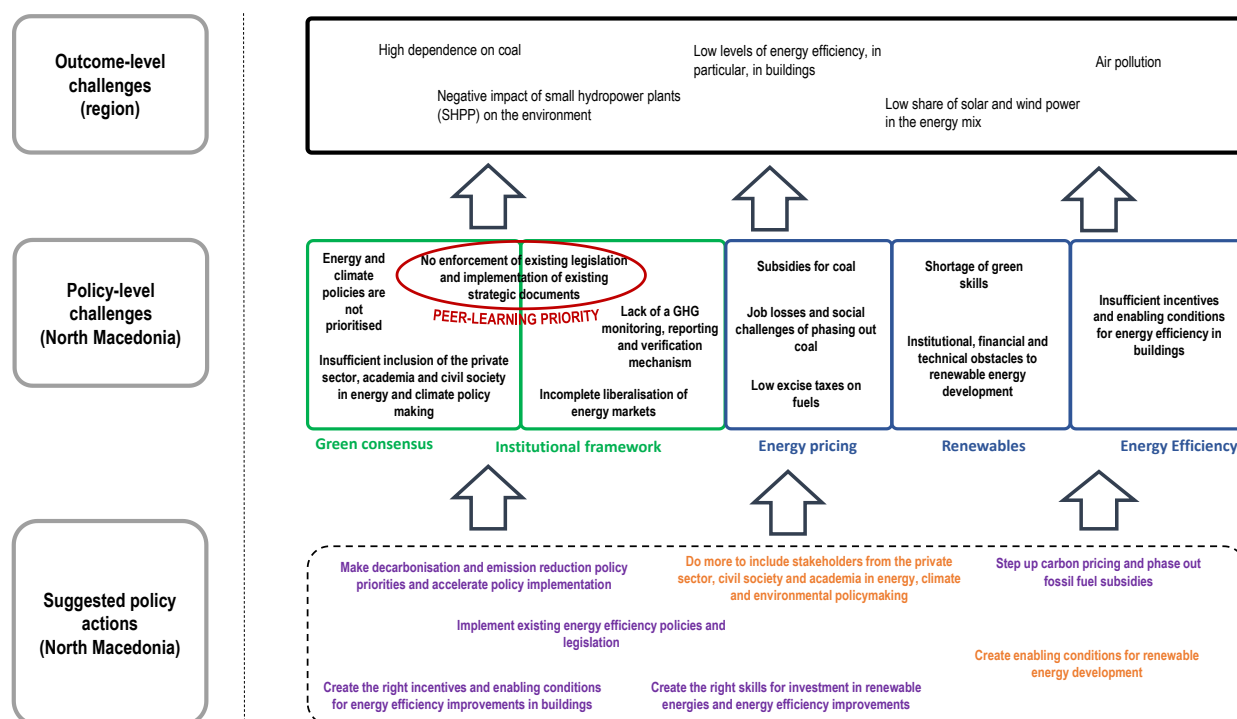 Outcome-level
challenges
(region)
High dependence on coal
Negative impact of small hydropower plants
(SHPP) on the environment
Low levels of energy efficiency, in
particular, in buildings
Low share of solar and wind power
in the energy mix
Air pollution
Policy-level
challenges
(North Macedonia)
Energy and
climate
policies are
not
prioritised
No enforcement of existing legislation
and implementation of existing
strategic documents
PEER-LEARNING PRIORITY
Insufficient inclusion of the private
sector, academia and civil society
in energy and climate policy
making
Lack of a GHG
monitoring, reporting
and verification
mechanism
Incomplete liberalisation of
energy markets
Subsidies for coal
Job losses and social
challenges of phasing out
coal
Low excise taxes on
fuels
Shortage of green
skills
Institutional, financial and
technical obstacles to
renewable energy
development
Insufficient incentives
and enabling conditions
for energy efficiency in
buildings
Green consensus
Institutional framework
Energy pricing
Renewables
Energy Efficiency
Suggested policy
actions
(North Macedonia)
Make decarbonisation and emission reduction policy
priorities and accelerate policy implementation
Do more to include stakeholders from the private
sector, civil society and academia in energy, climate
and environmental policymaking
Step up carbon pricing and phase out
fossil fuel subsidies
Implement existing energy efficiency policies and
legislation
Create enabling conditions for renewable
energy development
Create the right incentives and enabling conditions
for energy efficiency improvements in buildings
Create the right skills for investment in renewable
energies and energy efficiency improvements